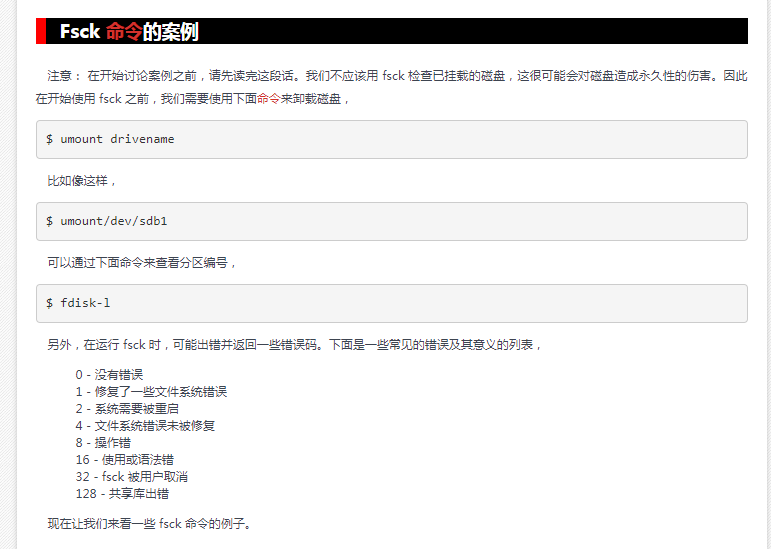 Fsck 命令的案例
注意： 在开始讨论案例之前，请先读完这段话。我们不应该用 fsck 检查已挂载的磁盘，这很可能会对磁盘造成永久性的伤害。因此
在开始使用 fsck 之前，我们需要使用下面命令来卸载磁盘，
$ umount drivename
比如像这样，
$ umount/dev/sdb1
可以通过下面命令来查看分区编号，
$ fdisk-l
另外，在运行 fsck 时，可能出错并返回一些错误码。下面是一些常见的错误及其意义的列表，
0 - 没有错误
1 - 修复了一些文件系统错误
2 - 系统需要被重启
4 - 文件系统错误未被修复
8 - 操作错
16 - 使用或语法错
32 - fsck 被用户取消
128 - 共享库出错
现在让我们来看一些 fsck 命令的例子。